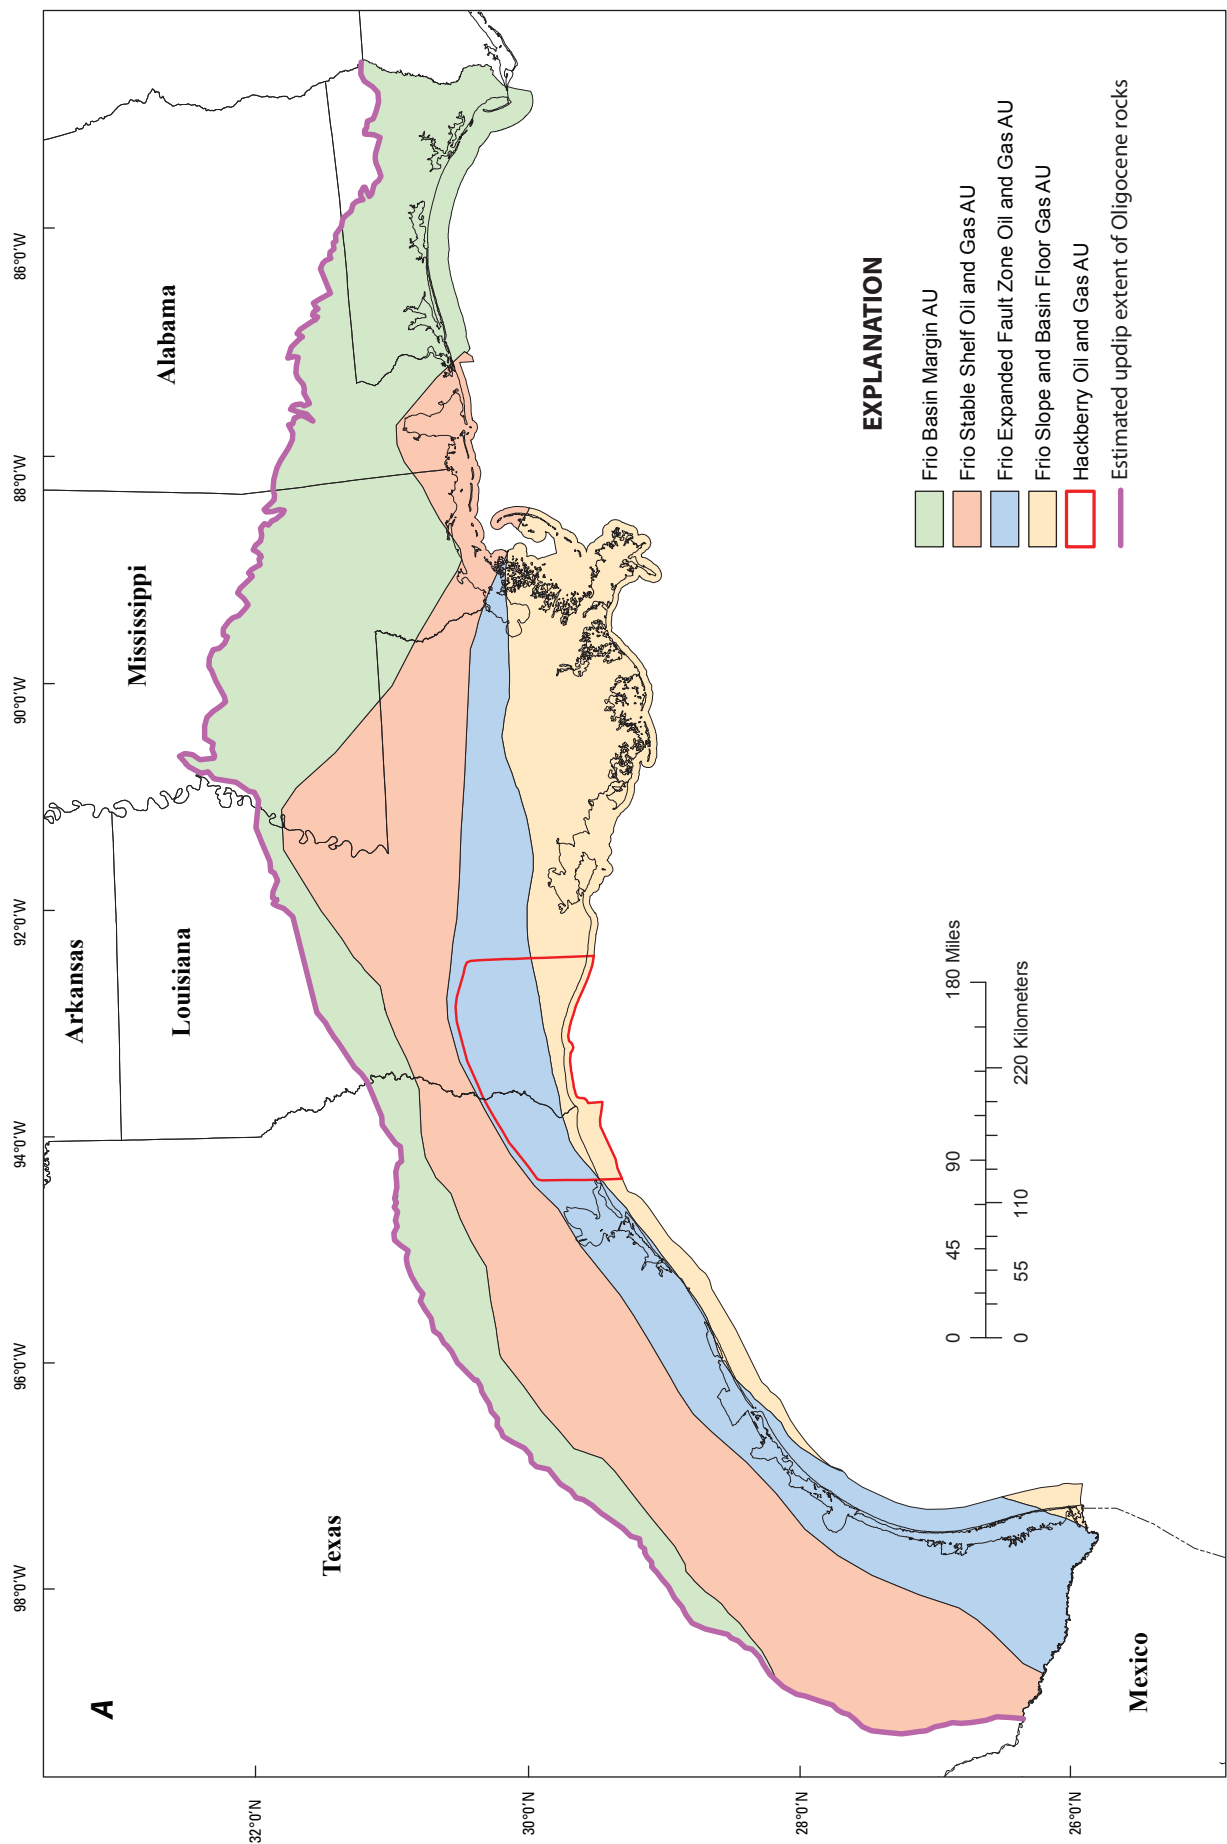 A
98°0'W
96°0'W
94°0'W
92°0'W
90°0'W
88°0'W
86°0'W
32°0'N
30°0'N
28°0'N
26°0'N
Arkansas
Louisiana
Mississippi
Alabama
Texas
Mexico
0 45 90 180 Miles
0 55 110 220 Kilometers
EXPLANATION
Frio Basin Margin AU
Frio Stable Shelf Oil and Gas AU
Frio Expanded Fault Zone Oil and Gas AU
Frio Slope and Basin Floor Gas AU
Hackberry Oil and Gas AU
Estimated updip extent of Oligocene rocks